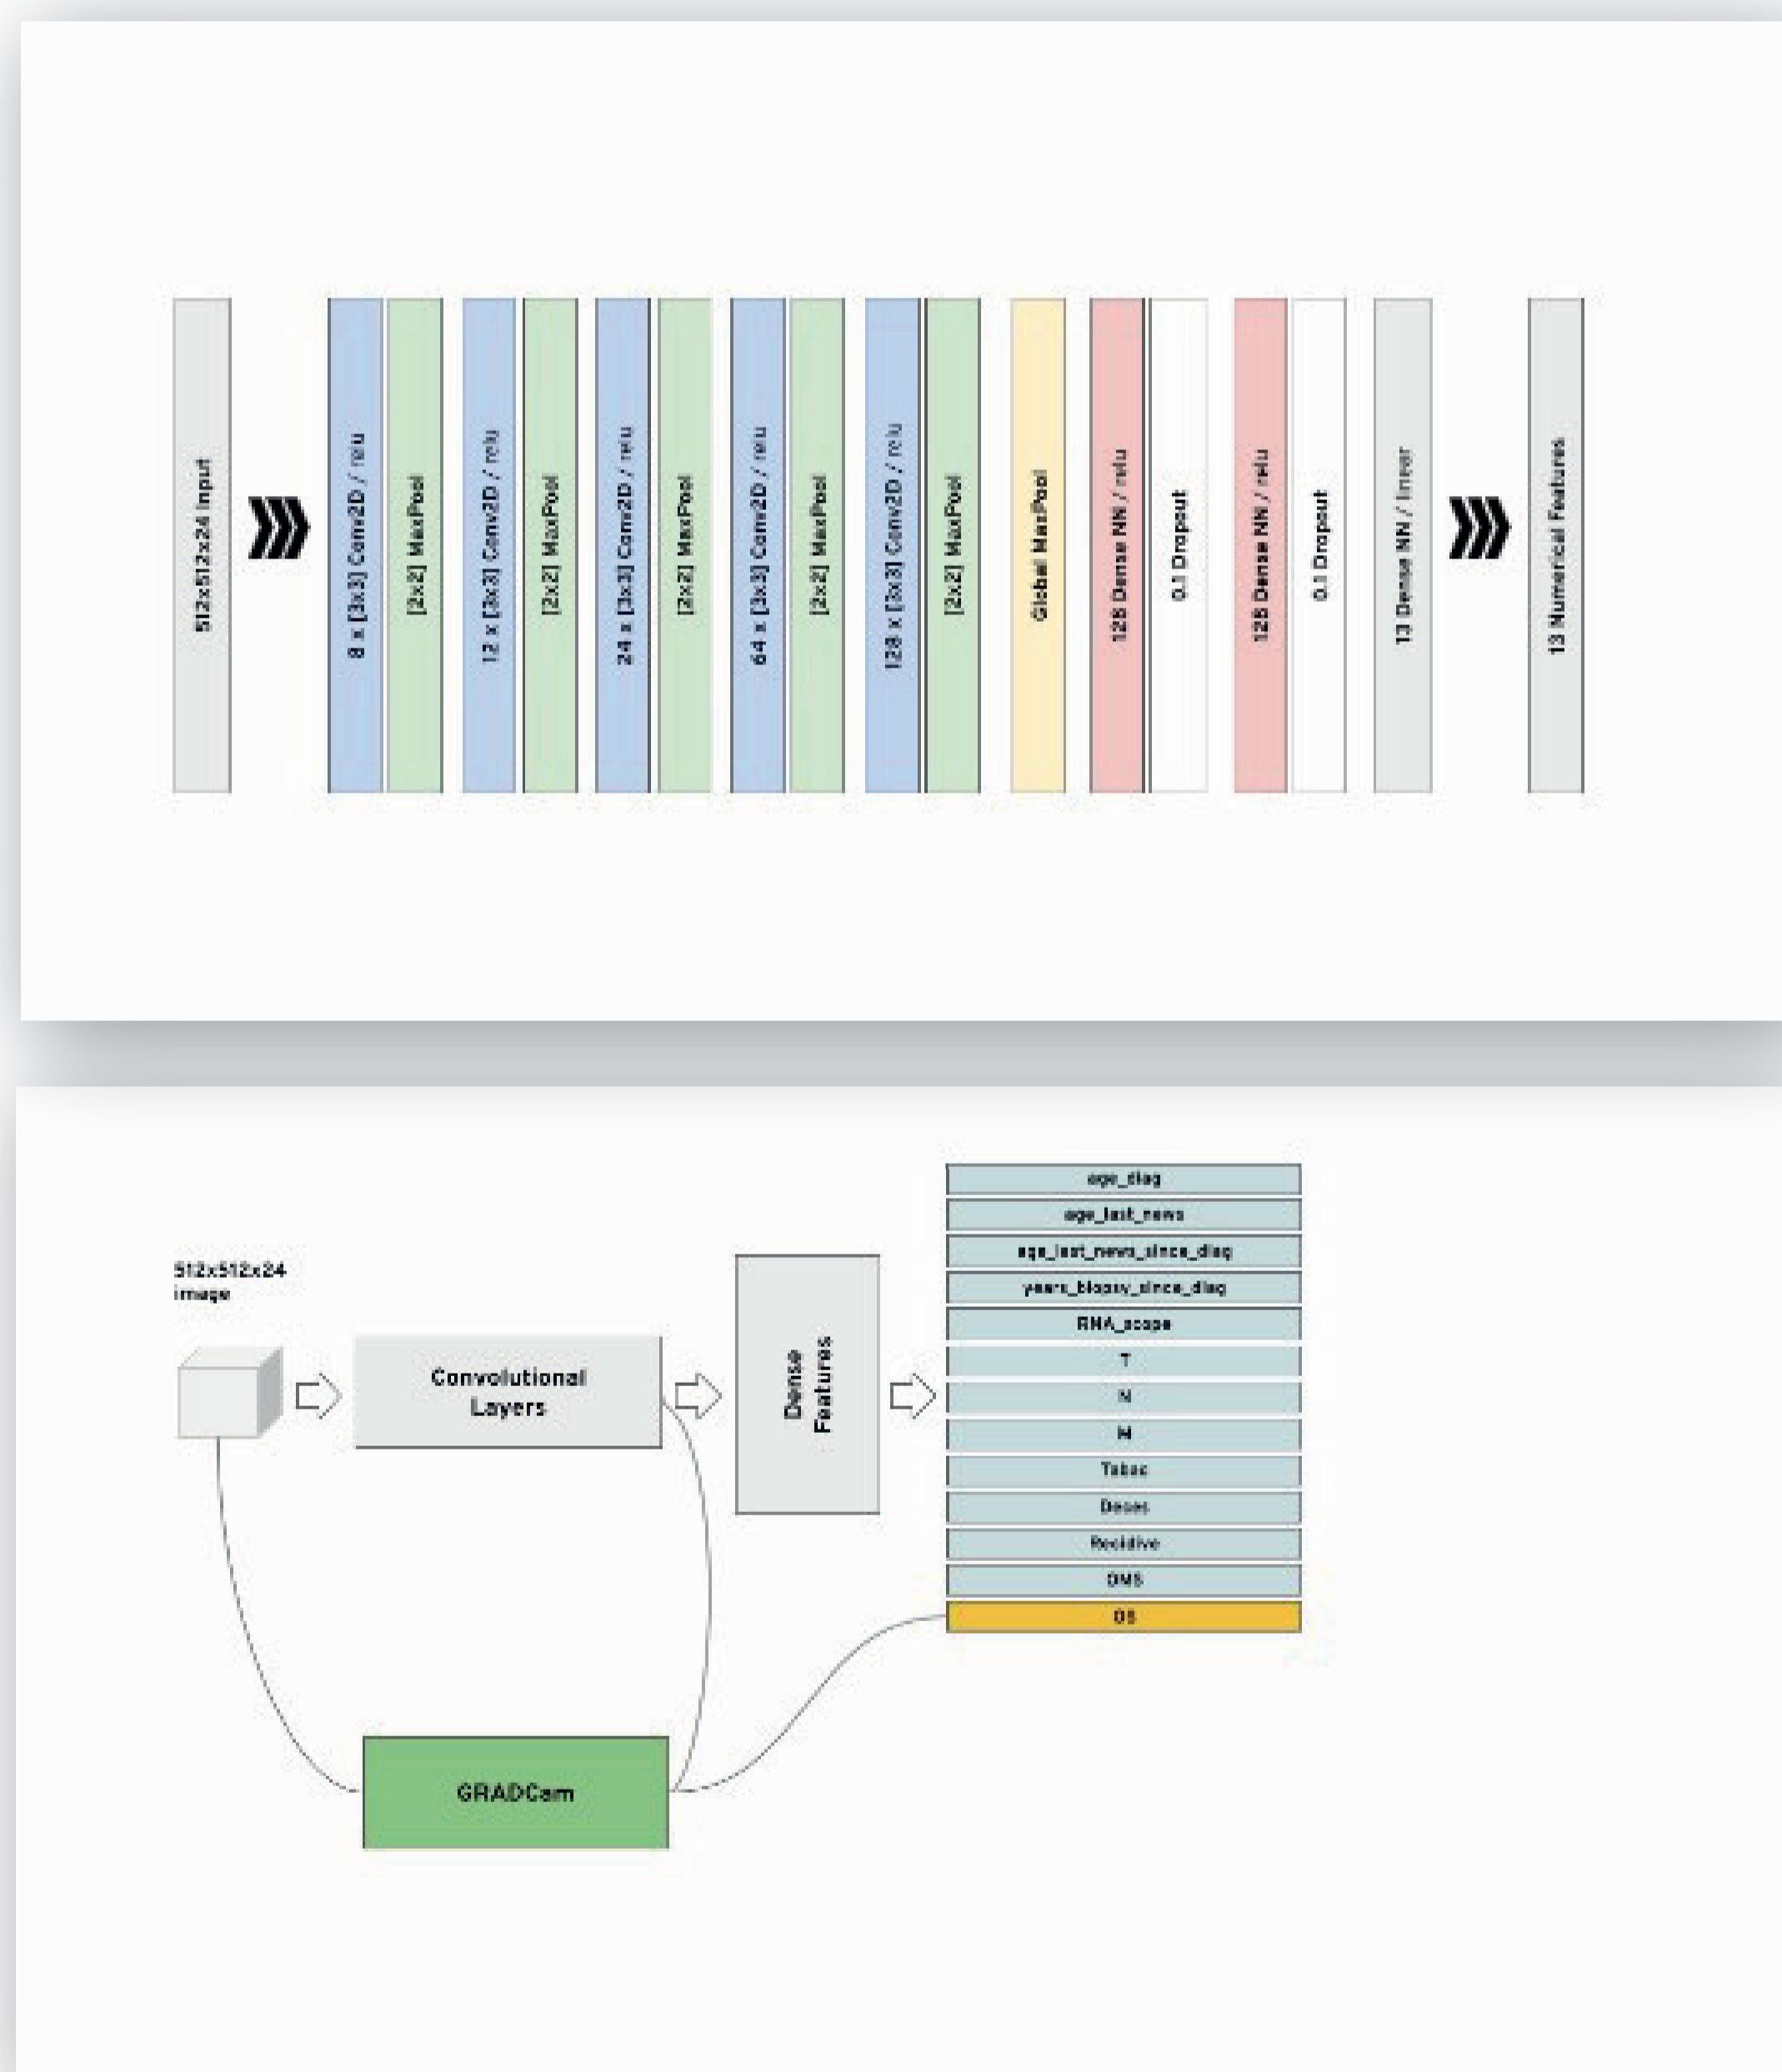 512x512x24 Input
8 x [3x3] Conv2D / relu
[2x2] MaxPool
12 x [3x3] Conv2D / relu
[2x2] MaxPool
24 x [3x3] Conv2D / relu
[2x2] MaxPool
64 x [3x3] Conv2D / relu
[2x2] MaxPool
128 x [3x3] Conv2D / relu
[2x2] MaxPool
Global MaxPool
128 Dense NN / relu
0.1 Dropout
128 Dense NN / relu
0.1 Dropout
13 Dense NN / linear
13 Numerical Features
512x512x24
image
Convolutional
Layers
Dense
Features
age_diag
age_last_news
age_last_news_since_diag
years_biopsy_since_diag
RNA_scope
T
N
M
Tabac
Deces
Recidive
OMS
OS
GRADCam